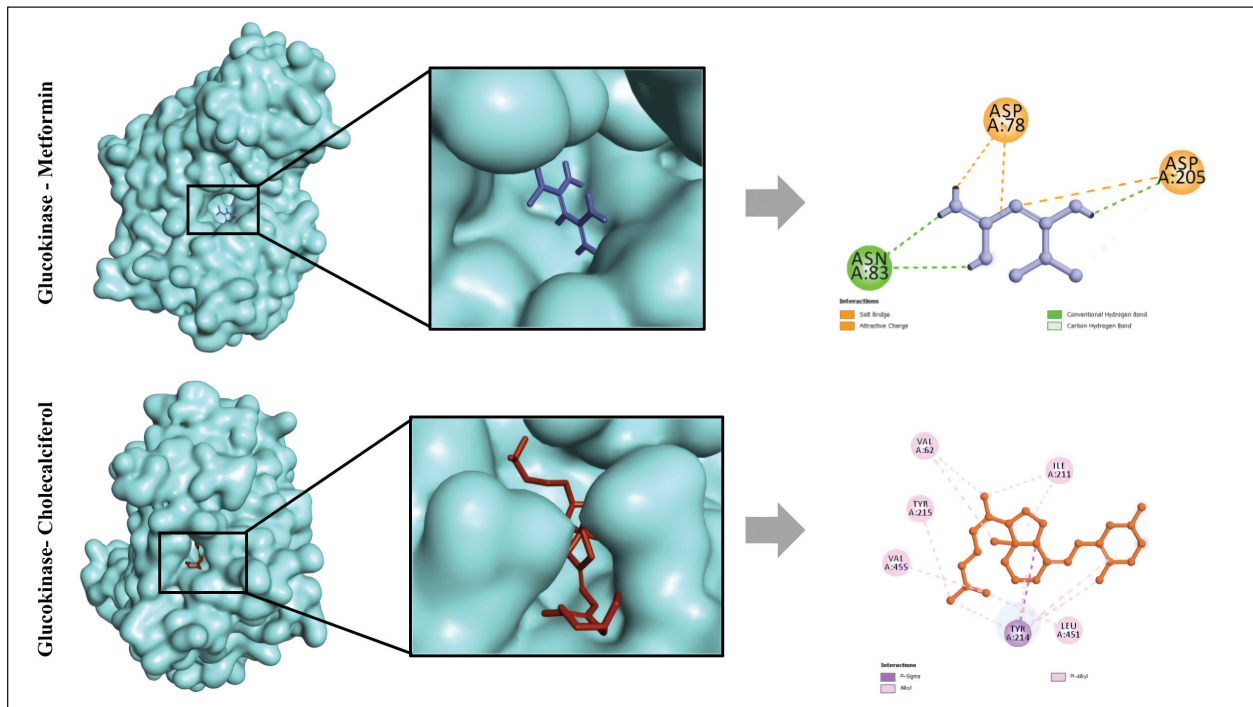 Glucokinase - Metformin
ASP
A:78
ASP
A:205
ASN
A:83
Interactions
Salt Bridge
Attractive Charge
Conventional Hydrogen Bond
Carbon Hydrogen Bond
Glucokinase- Cholecalciferol
VAL
A:62
ILE
A:211
TYR
A:215
VAL
A:455
TYR
A:214
LEU
A:451
Interactions
Pi-Sigma
Alkyl
Pi-Alkyl